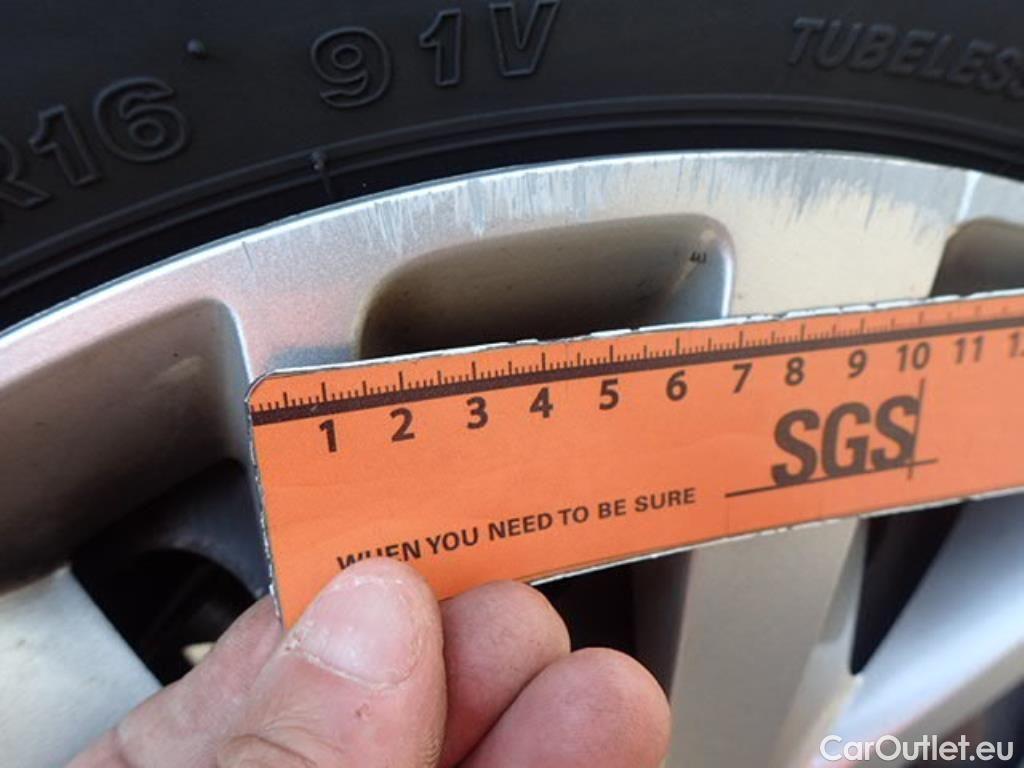 R16 91V
TUBELESS
1 2 3 4 5 6 7 8 9 10 11
SGS
WHEN YOU NEED TO BE SURE
CarOutlet.eu